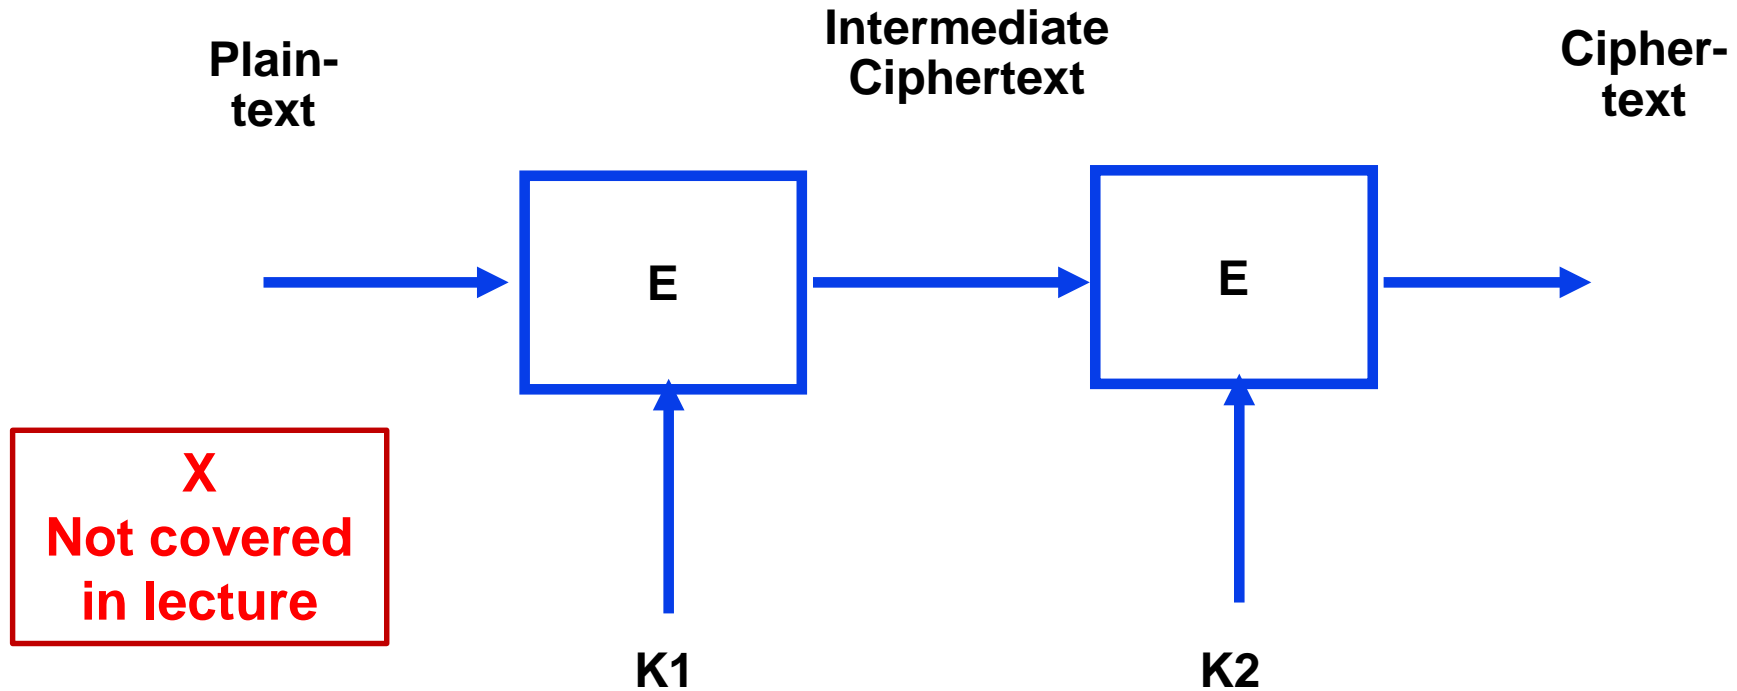 Plain-
text
Intermediate
Ciphertext
Cipher-
text
E
E
X
Not covered
in lecture
K1
K2